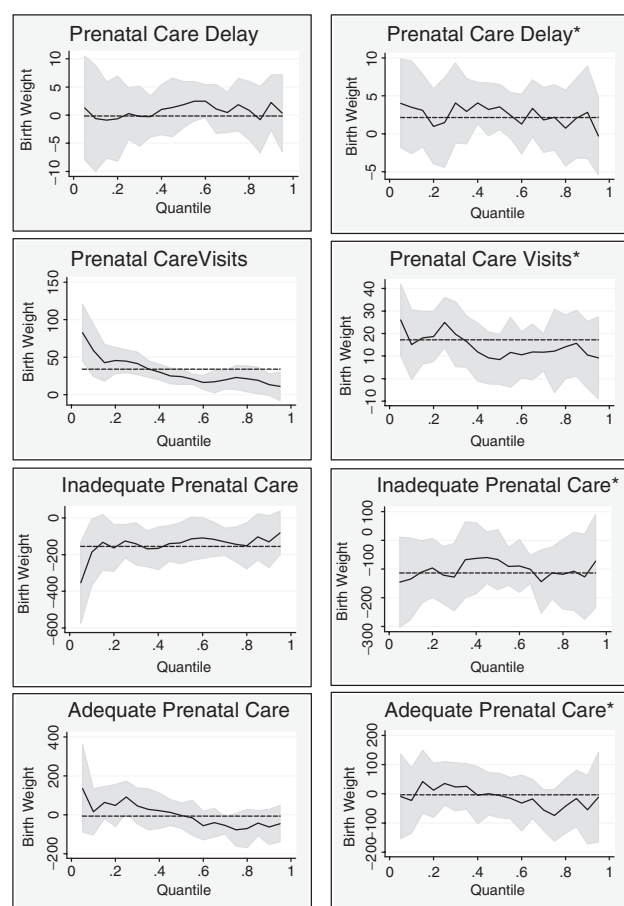 Prenatal Care Delay
Birth Weight
10
5
0
−5
−10
0 .2 .4 .6 .8 1
Quantile
Prenatal Care Delay*
Birth Weight
10
5
0
−5
0 .2 .4 .6 .8 1
Quantile
Prenatal CareVisits
Birth Weight
150
100
50
0
0 .2 .4 .6 .8 1
Quantile
Prenatal Care Visits*
Birth Weight
40
30
20
10
0
−10
0 .2 .4 .6 .8 1
Quantile
Inadequate Prenatal Care
Birth Weight
0
−200
−400
−600
0 .2 .4 .6 .8 1
Quantile
Inadequate Prenatal Care*
Birth Weight
100
0
−100
−200
−300
0 .2 .4 .6 .8 1
Quantile
Adequate Prenatal Care
Birth Weight
400
200
0
−200
0 .2 .4 .6 .8 1
Quantile
Adequate Prenatal Care*
Birth Weight
200
100
0
−100
−200
0 .2 .4 .6 .8 1
Quantile